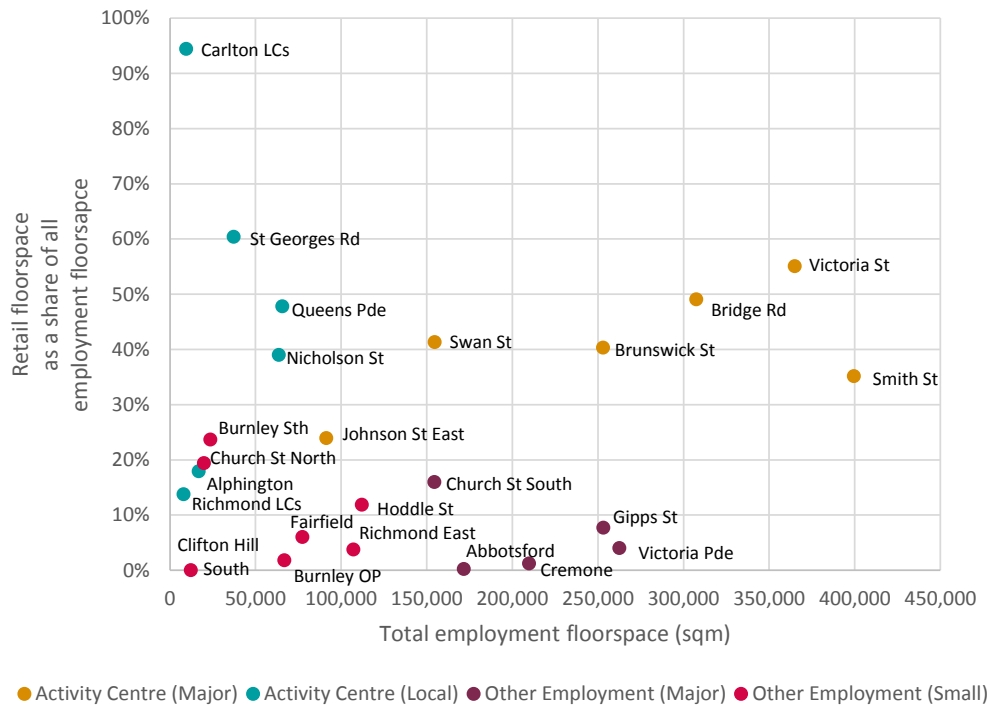 100%
90%
80%
70%
60%
50%
40%
30%
20%
10%
0%
Retail floorspace
as a share of all
employment floorsapce
Carlton LCs
St Georges Rd
Victoria St
Queens Pde
Bridge Rd
Swan St
Brunswick St
Nicholson St
Smith St
Burnley Sth
Johnson St East
Church St North
Alphington
Church St South
Richmond LCs
Hoddle St
Gipps St
Fairfield
Richmond East
Clifton Hill
South
Abbotsford
Victoria Pde
Burnley OP
Cremone
0 50,000 100,000 150,000 200,000 250,000 300,000 350,000 400,000 450,000
Total employment floorspace (sqm)
Activity Centre (Major) Activity Centre (Local) Other Employment (Major) Other Employment (Small)